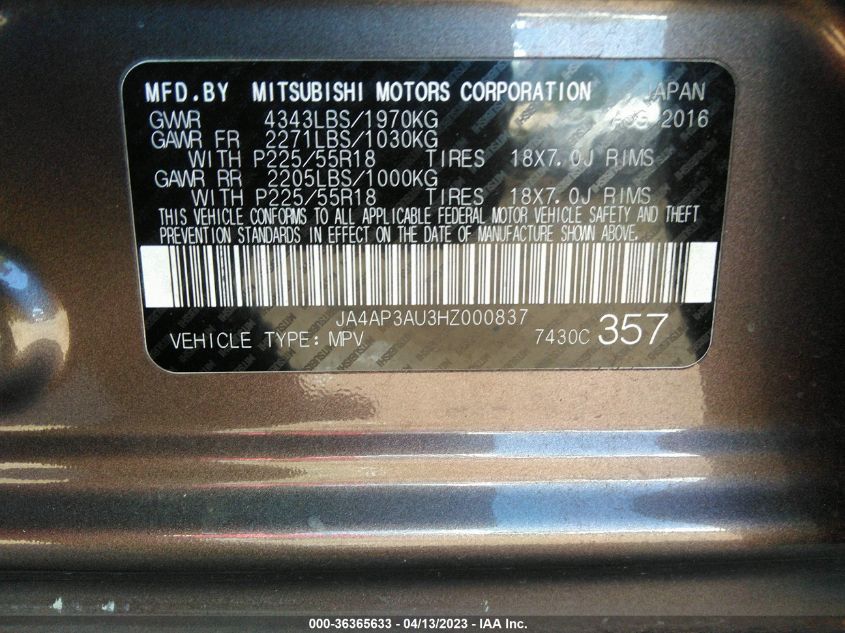 MFD.BY MITSUBISHI MOTORS CORPORATION JAPAN
GVWR 4343LBS/1970KG AUG 2016
GAWR FR 2271LBS/1030KG
WITH P225/55R18 TIRES 18X7.0J RIMS
GAWR RR 2205LBS/1000KG
WITH P225/55R18 TIRES 18X7.0J RIMS
THIS VEHICLE CONFORMS TO ALL APPLICABLE FEDERAL MOTOR VEHICLE SAFETY AND THEFT
PREVENTION STANDARDS IN EFFECT ON THE DATE OF MANUFACTURE SHOWN ABOVE.
JA4AP3AU3HZ000837
VEHICLE TYPE: MPV 7430C 357
000-36365633 - 04/13/2023 - IAA Inc.